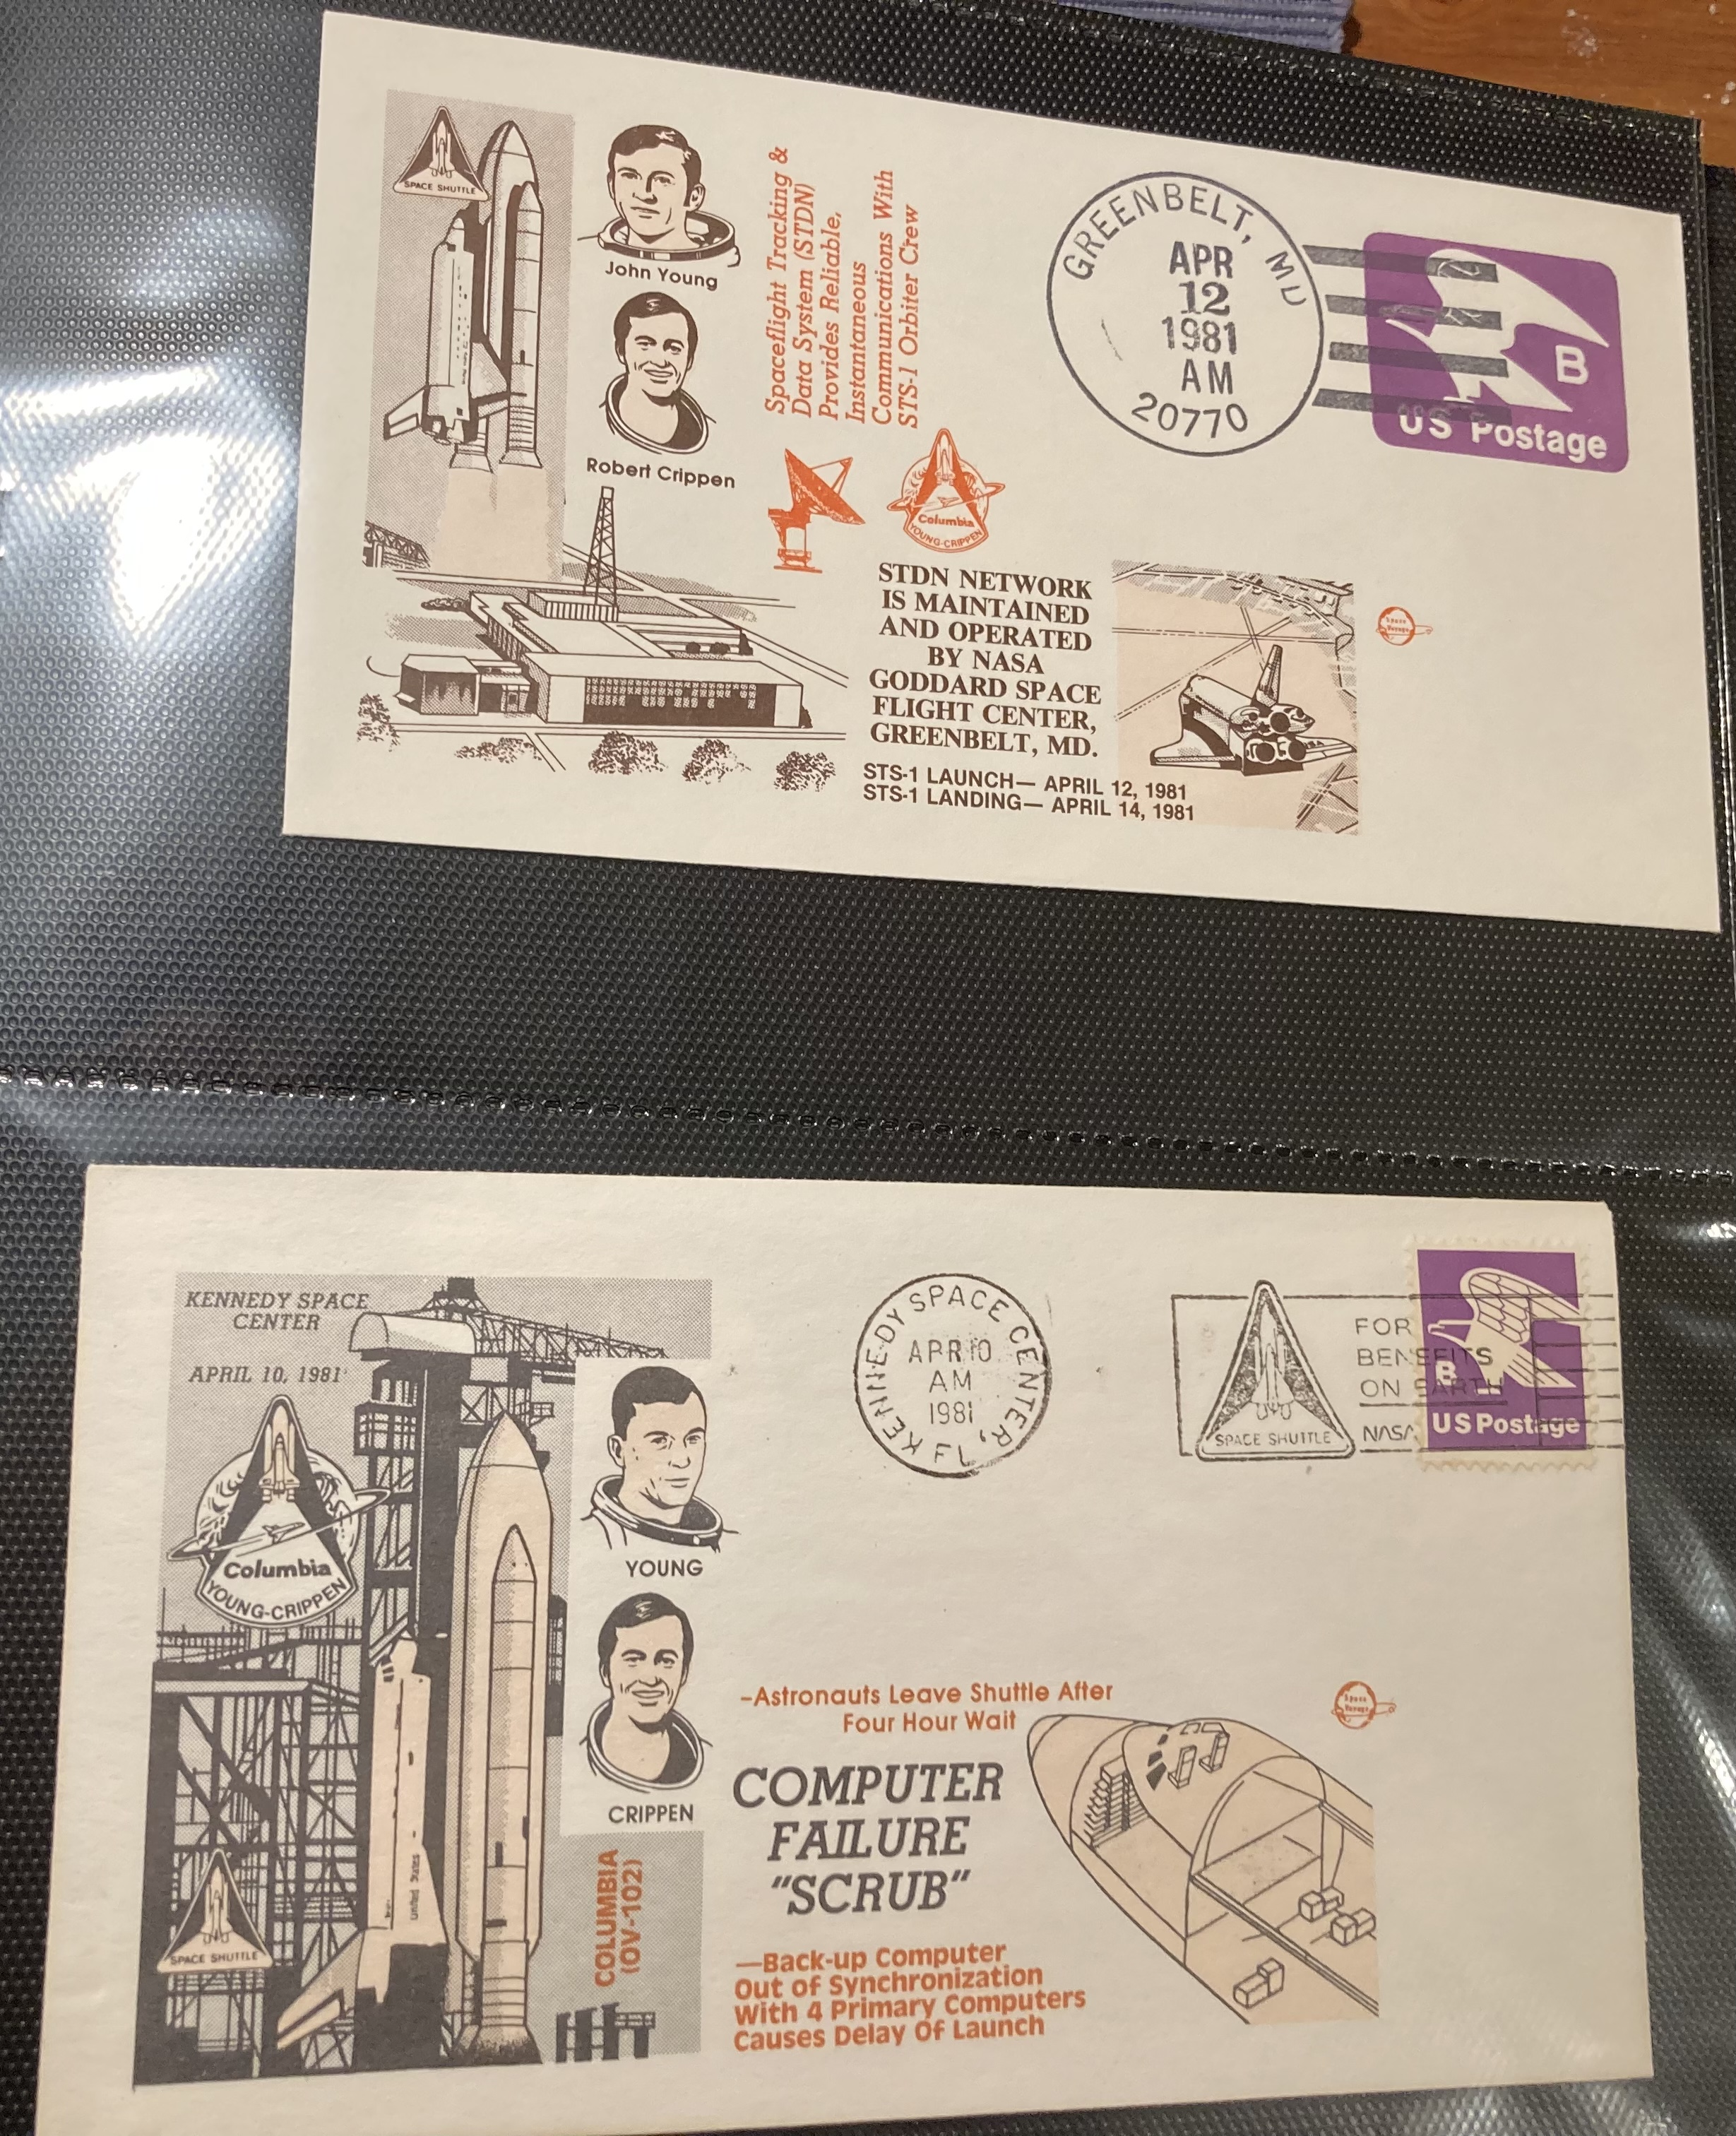 SPACE SHUTTLE
John Young
Robert Crippen
Spaceflight Tracking &
Data System (STDN)
Provides Reliable,
Instantaneous
Communications With
STS-1 Orbiter Crew
Columbia
YOUNG-CRIPPEN
GREENBELT, MD
APR
12
1981
AM
20770
B
US Postage
STDN NETWORK
IS MAINTAINED
AND OPERATED
BY NASA
GODDARD SPACE
FLIGHT CENTER,
GREENBELT, MD.
STS-1 LAUNCH— APRIL 12, 1981
STS-1 LANDING— APRIL 14, 1981
Space
Voyage
KENNEDY SPACE
CENTER
APRIL 10, 1981
Columbia
YOUNG-CRIPPEN
SPACE SHUTTLE
United States
YOUNG
CRIPPEN
COLUMBIA
(OV-102)
KENNEDY SPACE CENTER, FL
APR 10
AM
1981
SPACE SHUTTLE
FOR
BENEFITS
ON EARTH
NASA
B
US Postage
-Astronauts Leave Shuttle After
Four Hour Wait
COMPUTER
FAILURE
"SCRUB"
—Back-up Computer
Out of Synchronization
With 4 Primary Computers
Causes Delay Of Launch
Space
Voyage